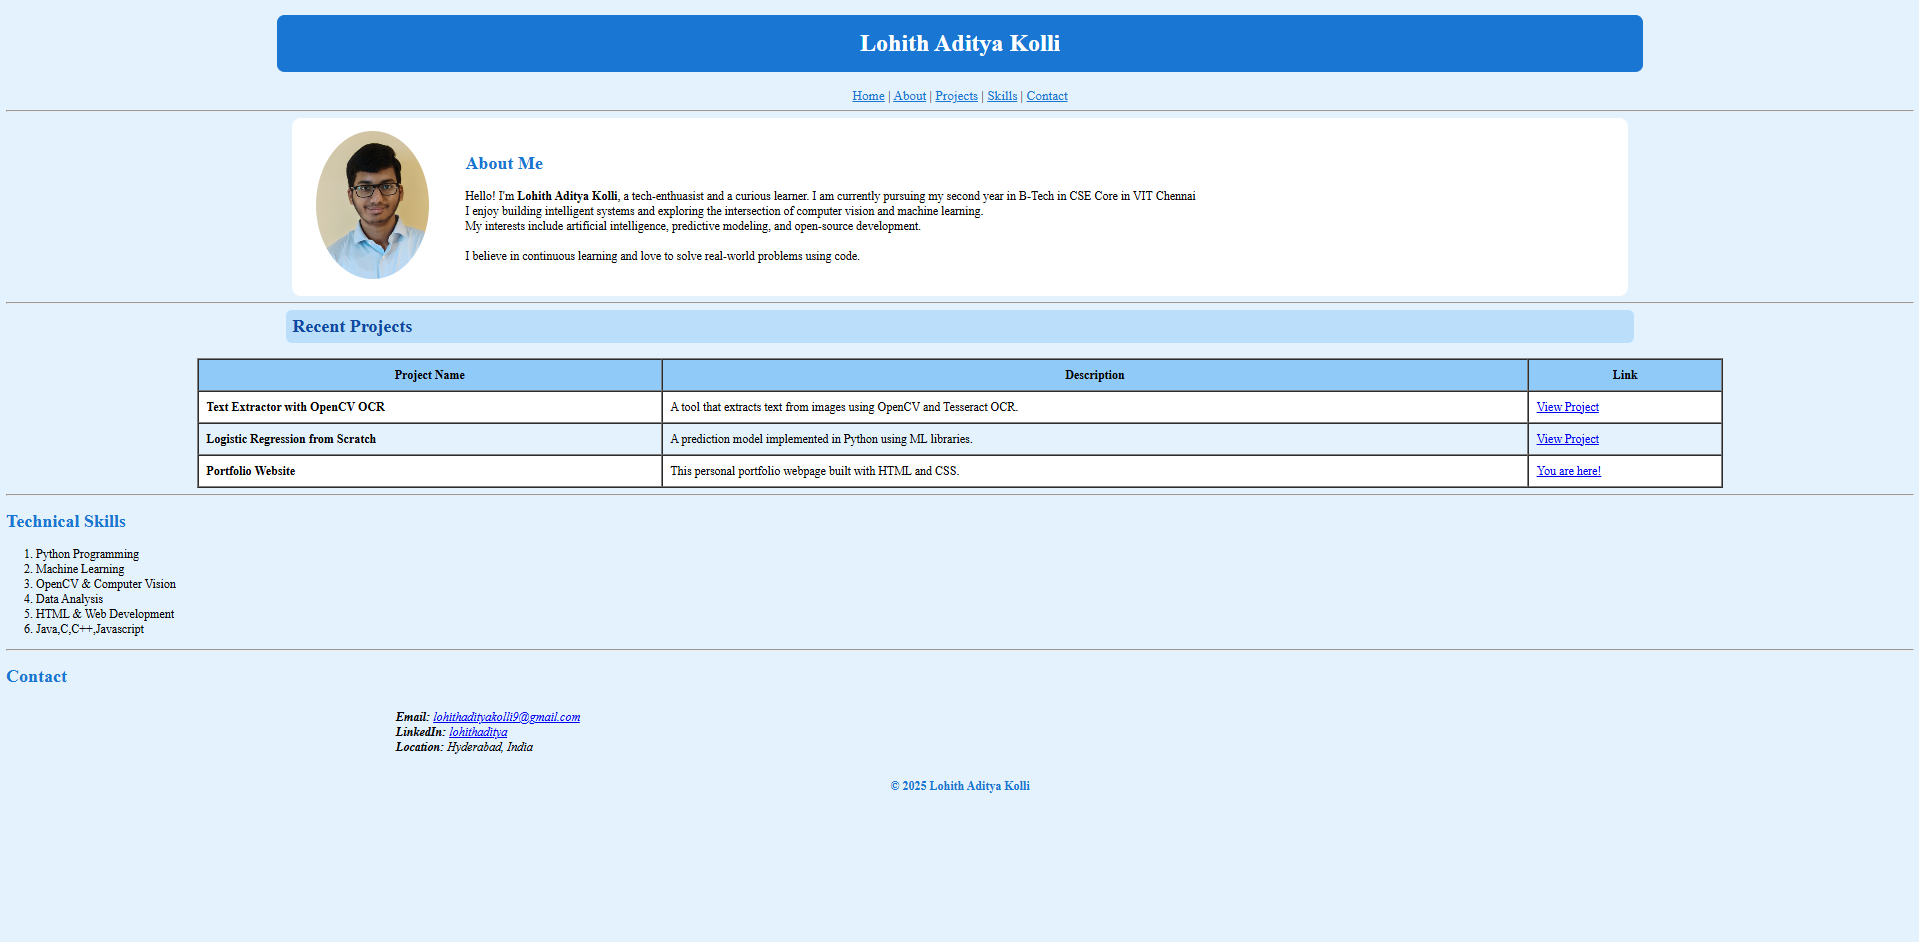 Lohith Aditya Kolli
Home | About | Projects | Skills | Contact
About Me
Hello! I'm Lohith Aditya Kolli, a tech-enthuasist and a curious learner. I am currently pursuing my second year in B-Tech in CSE Core in VIT Chennai
I enjoy building intelligent systems and exploring the intersection of computer vision and machine learning.
My interests include artificial intelligence, predictive modeling, and open-source development.
I believe in continuous learning and love to solve real-world problems using code.
Recent Projects
Project Name Description Link
Text Extractor with OpenCV OCR A tool that extracts text from images using OpenCV and Tesseract OCR. View Project
Logistic Regression from Scratch A prediction model implemented in Python using ML libraries. View Project
Portfolio Website This personal portfolio webpage built with HTML and CSS. You are here!
Technical Skills
1. Python Programming
2. Machine Learning
3. OpenCV & Computer Vision
4. Data Analysis
5. HTML & Web Development
6. Java,C,C++,Javascript
Contact
Email: lohithadityakolli9@gmail.com
LinkedIn: lohithaditya
Location: Hyderabad, India
© 2025 Lohith Aditya Kolli